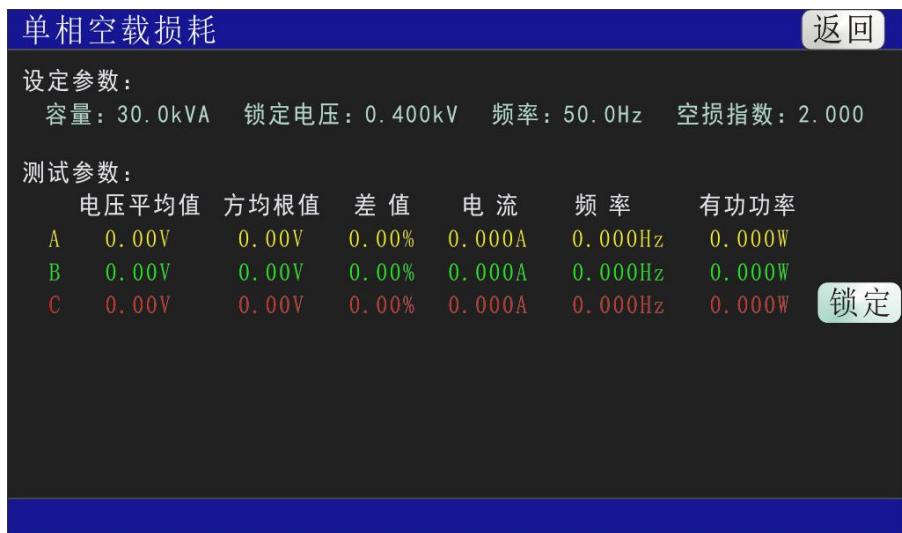 单相空载损耗 返回
设定参数:
容量: 30.0kVA 锁定电压: 0.400kV 频率: 50.0Hz 空损指数: 2.000
测试参数:
电压平均值 方均根值 差 值 电 流 频 率 有功功率
A 0.00V 0.00V 0.00% 0.000A 0.000Hz 0.000W
B 0.00V 0.00V 0.00% 0.000A 0.000Hz 0.000W
C 0.00V 0.00V 0.00% 0.000A 0.000Hz 0.000W 锁定